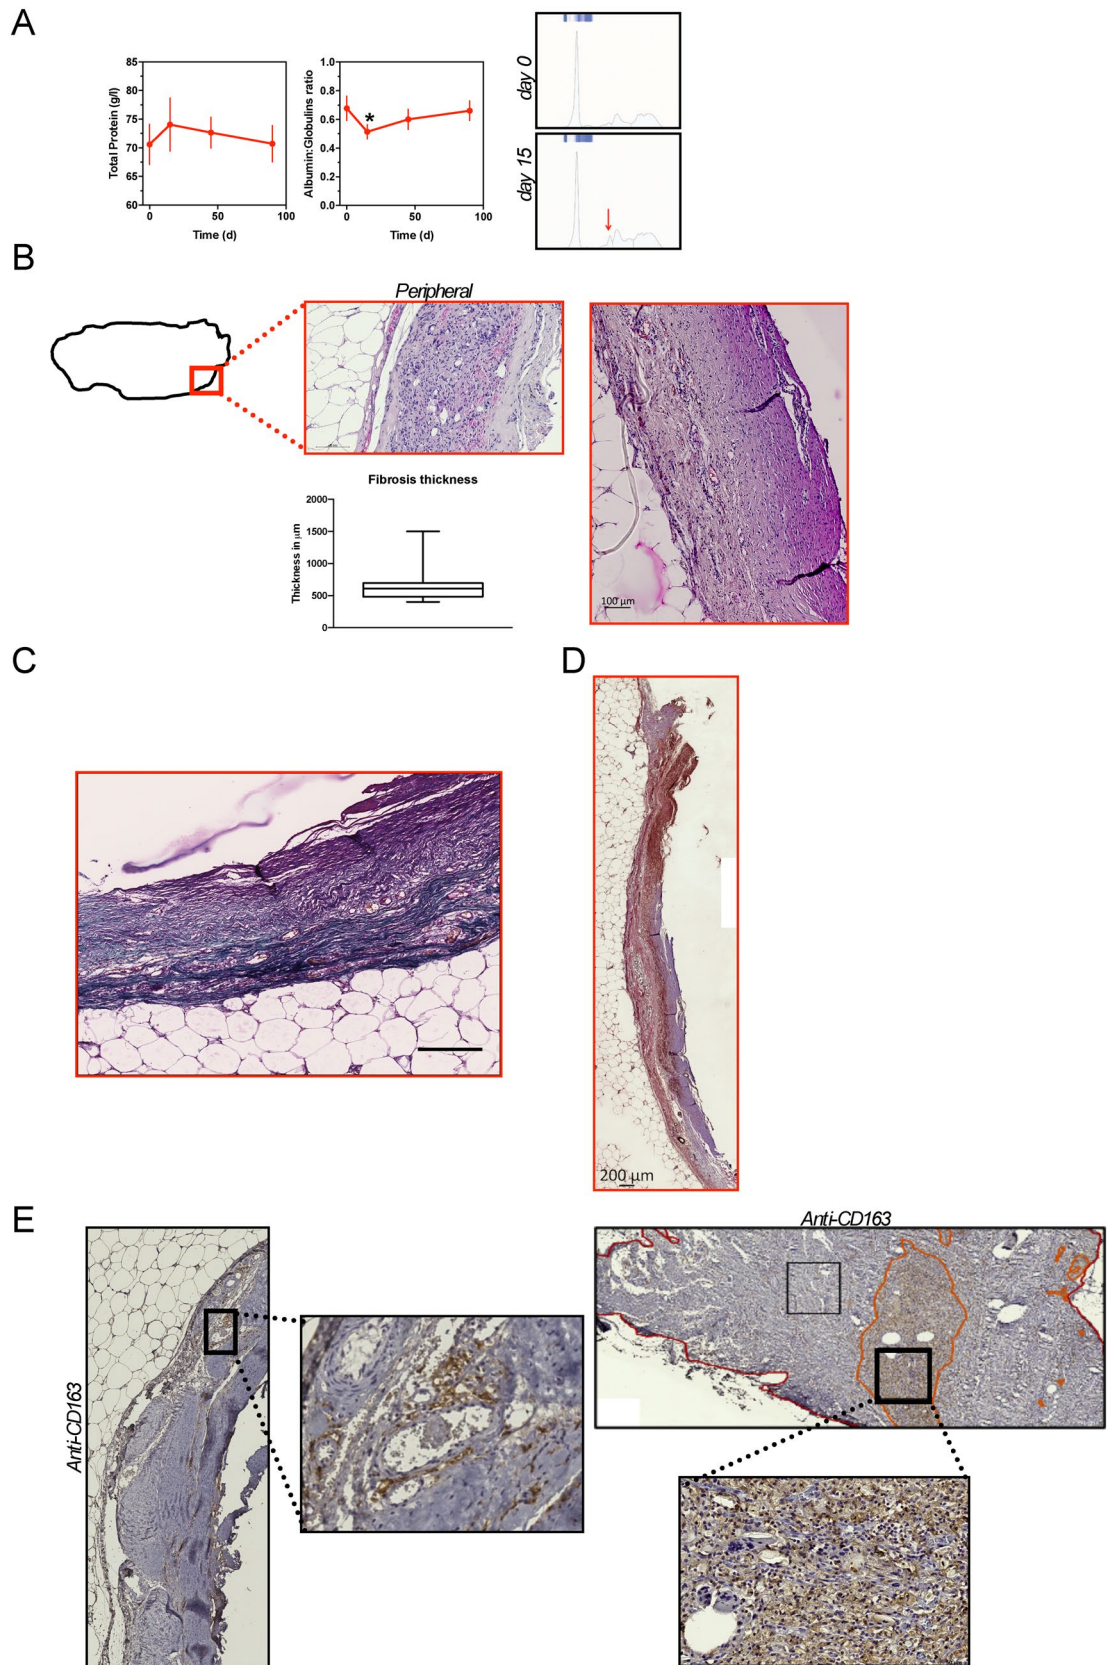 A
Total Protein (g/l)
85
80
75
70
65
60
0
50
100
Time (d)
Albumin:Globulins ratio
1.0
0.8
0.6
0.4
0.2
0.0
*
0
50
100
Time (d)
day 0
day 15
B
Peripheral
Fibrosis thickness
Thickness in µm
2000
1500
1000
500
0
100 µm
C
D
200 µm
E
Anti-CD163
Anti-CD163